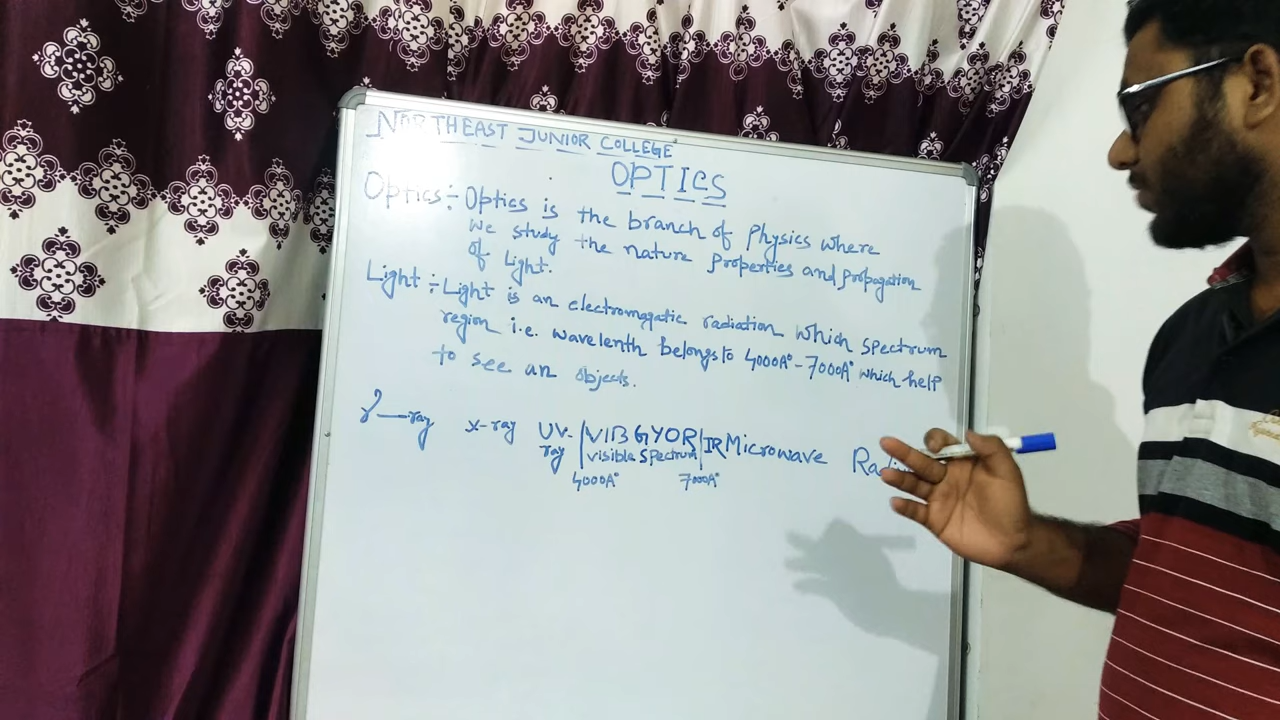 NORTHEAST JUNIOR COLLEGE
OPTICS
Optics ÷ Optics is the branch of Physics where
we study the nature properties and propagation
of light.
Light ÷ Light is an electromagatic radiation which spectrum
region i.e. wavelenth belongs to 4000A° - 7000A° which help
to see an objects.
γ-ray x-ray UV- | VIBGYOR | IR Microwave
ray | visible spectrum |
4000A° 7000A°